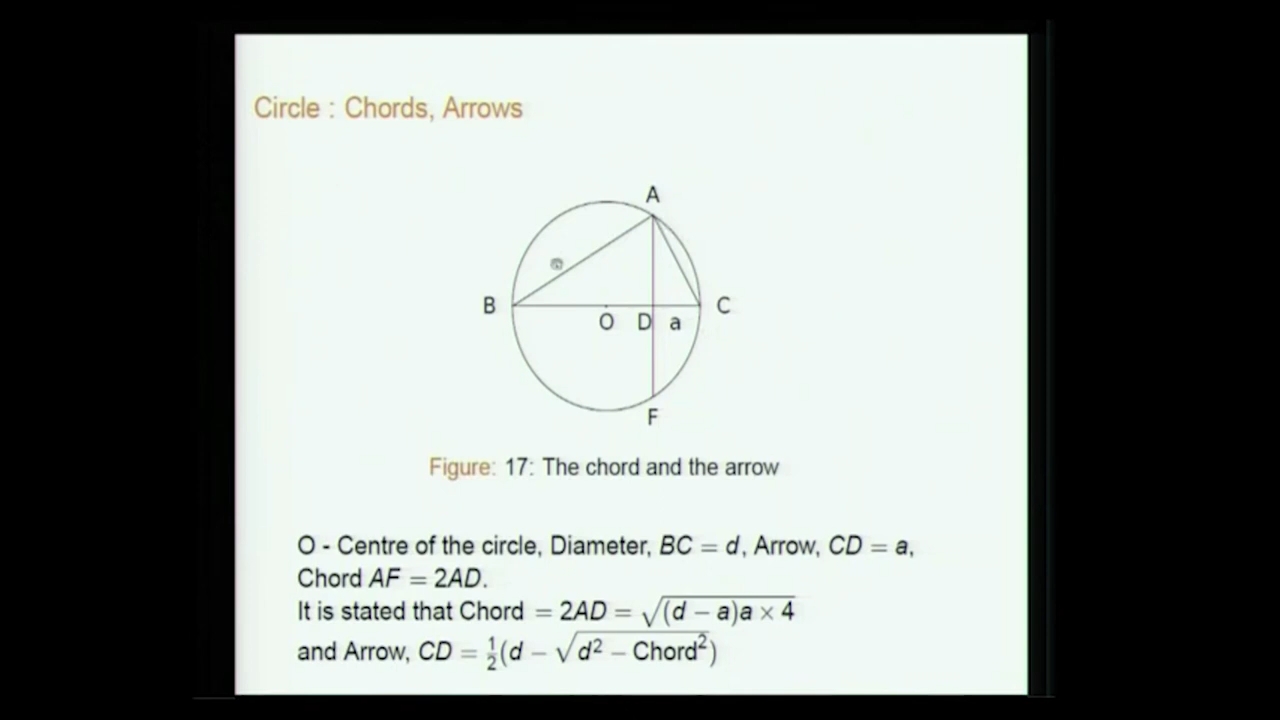 Circle : Chords, Arrows
A
B
O D a
C
F
Figure: 17: The chord and the arrow
O - Centre of the circle, Diameter, BC = d, Arrow, CD = a,
Chord AF = 2AD.
It is stated that Chord = 2AD = √(d − a)a × 4
and Arrow, CD = ½(d − √d² − Chord²)